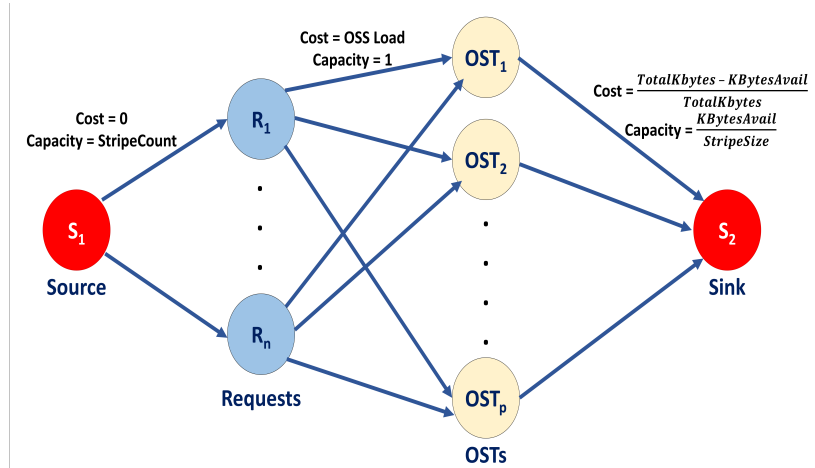 Cost = 0
Capacity = StripeCount
Cost = OSS Load
Capacity = 1
Cost = (TotalKbytes − KBytesAvail) / TotalKbytes
Capacity = KBytesAvail / StripeSize
S1
Source
R1
Rn
Requests
OST1
OST2
OSTp
OSTs
S2
Sink